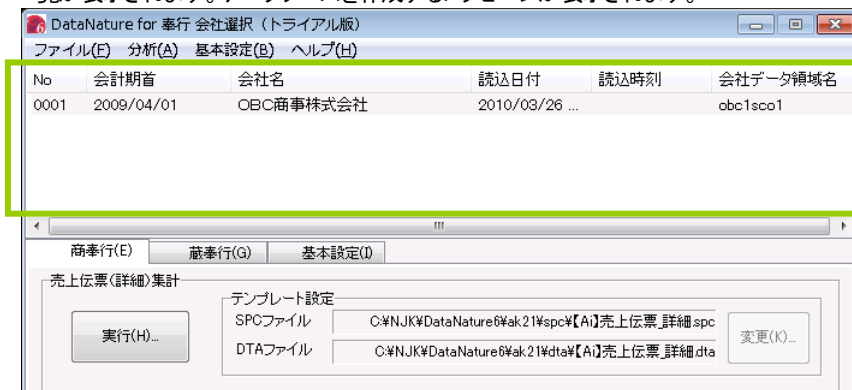 DataNature for 奉行 会社選択（トライアル版）
ファイル(F) 分析(A) 基本設定(B) ヘルプ(H)
No 会計期首 会社名 読込日付 読込時刻 会社データ領域名
0001 2009/04/01 OBC商事株式会社 2010/03/26 ... obc1sco1
商奉行(E) 蔵奉行(G) 基本設定(I)
売上伝票(詳細)集計
テンプレート設定
SPCファイル C:¥NJK¥DataNature6¥ak21¥spc¥【Ai】売上伝票_詳細.spc
実行(H)... 変更(K)...
DTAファイル C:¥NJK¥DataNature6¥ak21¥dta¥【Ai】売上伝票_詳細.dta